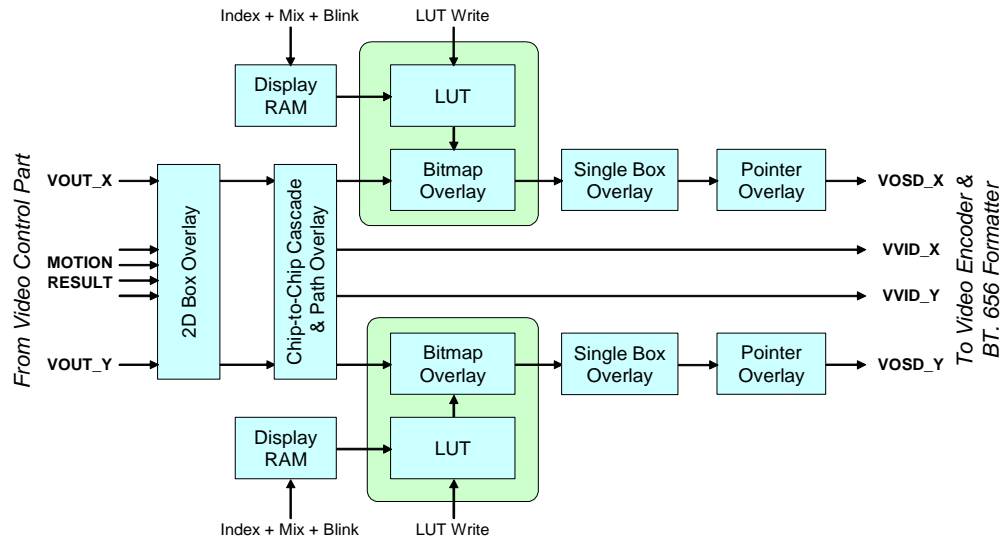 Index + Mix + Blink
LUT Write
Display
RAM
LUT
Bitmap
Overlay
Single Box
Overlay
Pointer
Overlay
VOUT_X
VOSD_X
From Video Control Part
MOTION
RESULT
2D Box Overlay
Chip-to-Chip Cascade
& Path Overlay
VVID_X
VVID_Y
To Video Encoder &
BT. 656 Formatter
VOUT_Y
Bitmap
Overlay
Single Box
Overlay
Pointer
Overlay
VOSD_Y
Display
RAM
LUT
Index + Mix + Blink
LUT Write